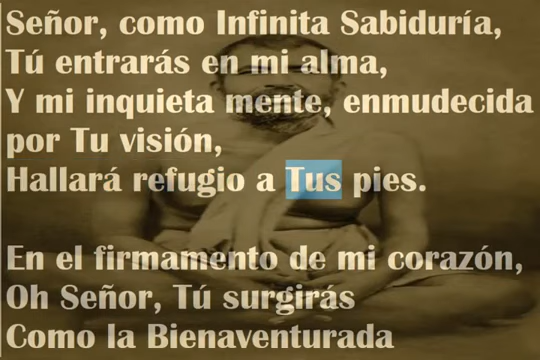 Señor, como Infinita Sabiduría,
Tú entrarás en mi alma,
Y mi inquieta mente, enmudecida
por Tu visión,
Hallará refugio a Tus pies.
En el firmamento de mi corazón,
Oh Señor, Tú surgirás
Como la Bienaventurada